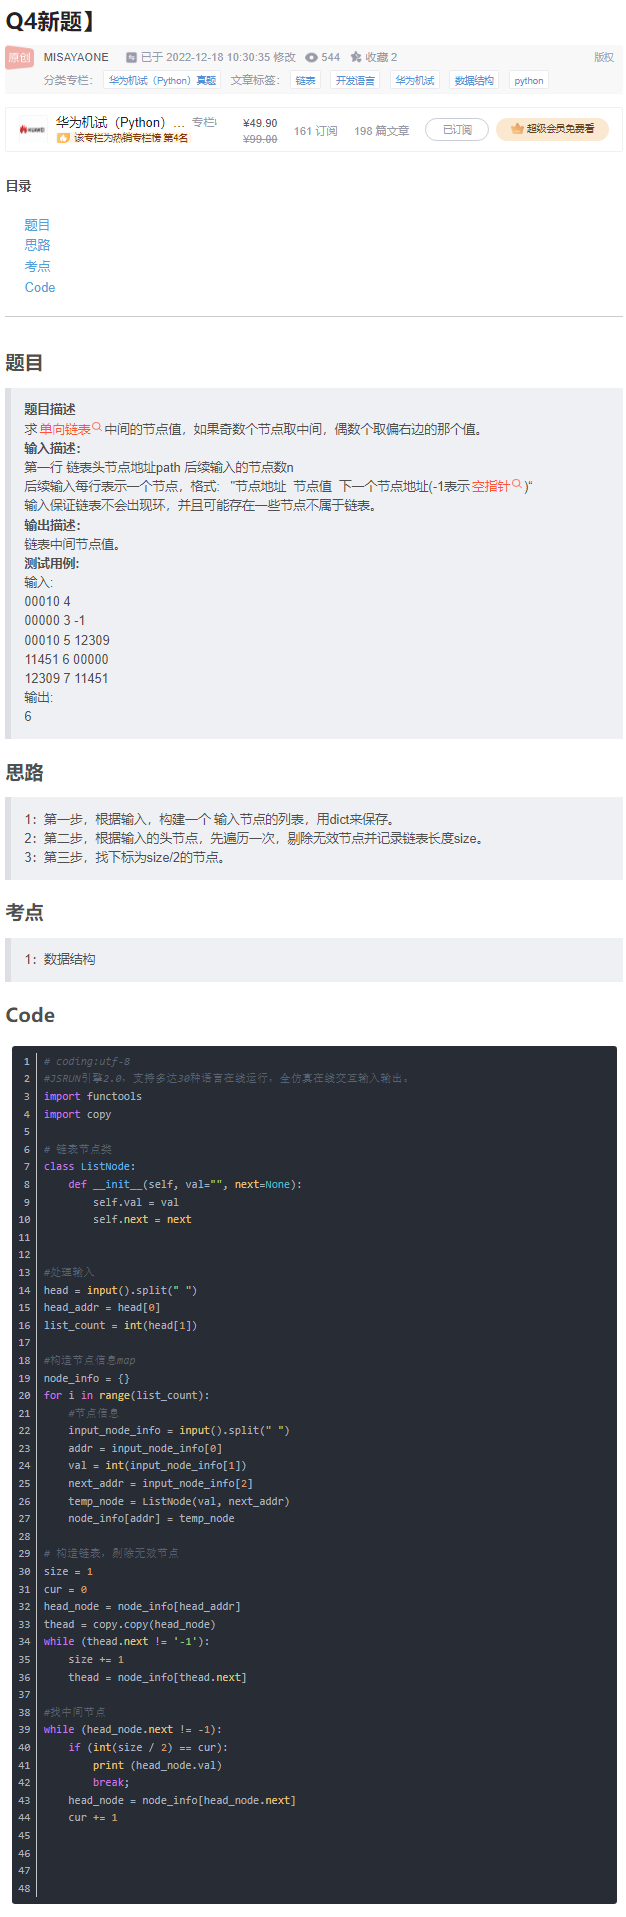 Q4新题】
原创 MISAYAONE 已于 2022-12-18 10:30:35 修改 544 收藏 2 版权
分类专栏： 华为机试（Python）真题 文章标签： 链表 开发语言 华为机试 数据结构 python
HUAWEI 华为机试（Python）... 专栏 ¥49.90 161 订阅 198 篇文章 已订阅 超级会员免费看
该专栏为热销专栏榜 第4名 ¥99.00
目录
题目
思路
考点
Code
题目
题目描述
求 单向链表 中间的节点值，如果奇数个节点取中间，偶数个取偏右边的那个值。
输入描述：
第一行 链表头节点地址path 后续输入的节点数n
后续输入每行表示一个节点，格式： "节点地址 节点值 下一个节点地址(-1表示 空指针 )"
输入保证链表不会出现环，并且可能存在一些节点不属于链表。
输出描述：
链表中间节点值。
测试用例：
输入:
00010 4
00000 3 -1
00010 5 12309
11451 6 00000
12309 7 11451
输出:
6
思路
1：第一步，根据输入，构建一个 输入节点的列表，用dict来保存。
2：第二步，根据输入的头节点，先遍历一次，剔除无效节点并记录链表长度size。
3：第三步，找下标为size/2的节点。
考点
1：数据结构
Code
1 # coding:utf-8
2 #JSRUN引擎2.0，支持多达30种语言在线运行，全仿真在线交互输入输出。
3 import functools
4 import copy
5
6 # 链表节点类
7 class ListNode:
8     def __init__(self, val="", next=None):
9         self.val = val
10         self.next = next
11
12
13 #处理输入
14 head = input().split(" ")
15 head_addr = head[0]
16 list_count = int(head[1])
17
18 #构造节点信息map
19 node_info = {}
20 for i in range(list_count):
21     #节点信息
22     input_node_info = input().split(" ")
23     addr = input_node_info[0]
24     val = int(input_node_info[1])
25     next_addr = input_node_info[2]
26     temp_node = ListNode(val, next_addr)
27     node_info[addr] = temp_node
28
29 # 构造链表，剔除无效节点
30 size = 1
31 cur = 0
32 head_node = node_info[head_addr]
33 thead = copy.copy(head_node)
34 while (thead.next != '-1'):
35     size += 1
36     thead = node_info[thead.next]
37
38 #找中间节点
39 while (head_node.next != -1):
40     if (int(size / 2) == cur):
41         print (head_node.val)
42         break;
43     head_node = node_info[head_node.next]
44     cur += 1
45
46
47
48